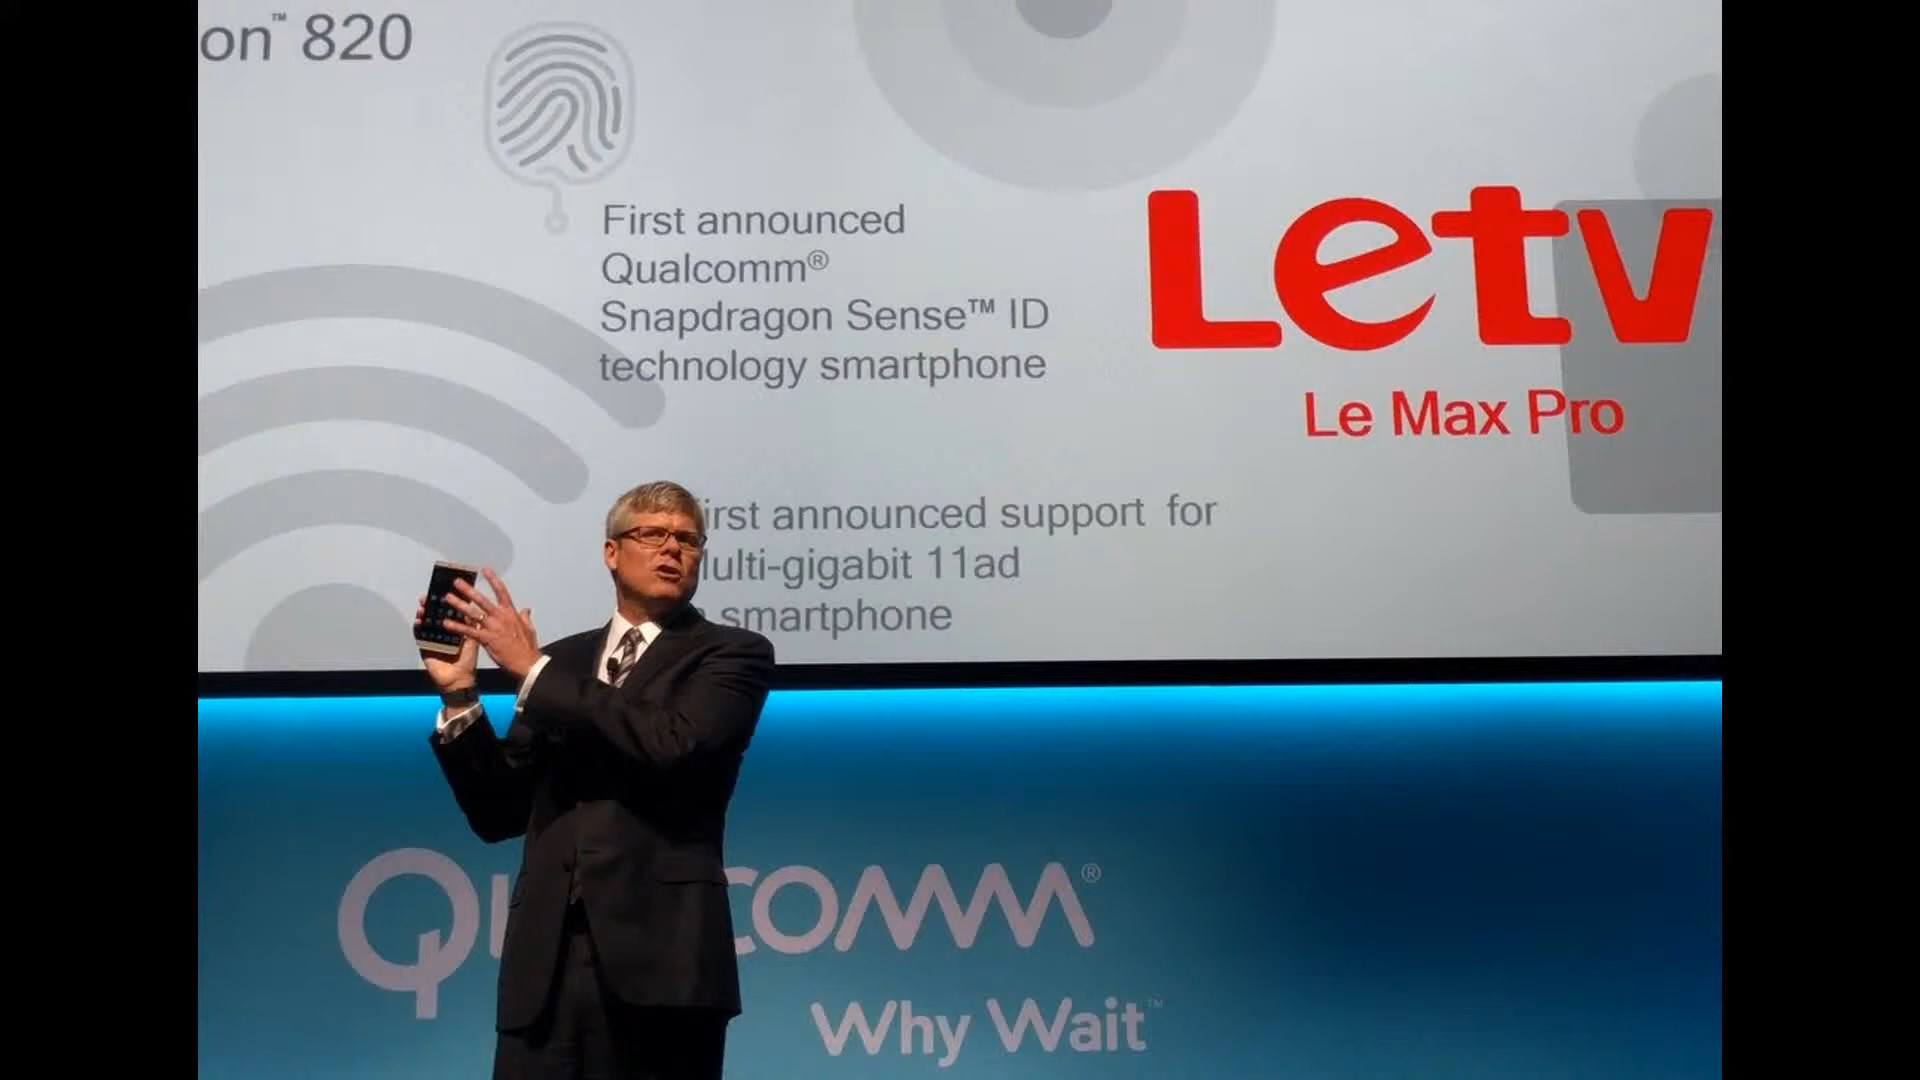 on™ 820
First announced
Qualcomm®
Snapdragon Sense™ ID
technology smartphone
Letv
Le Max Pro
irst announced support for
ulti-gigabit 11ad
smartphone
COMM®
Why Wait™